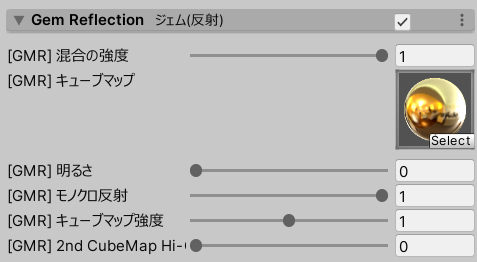 Gem Reflection ジェム(反射)
[GMR] 混合の強度 1
[GMR] キューブマップ
Select
[GMR] 明るさ 0
[GMR] モノクロ反射 1
[GMR] キューブマップ強度 1
[GMR] 2nd CubeMap Hi-( 0